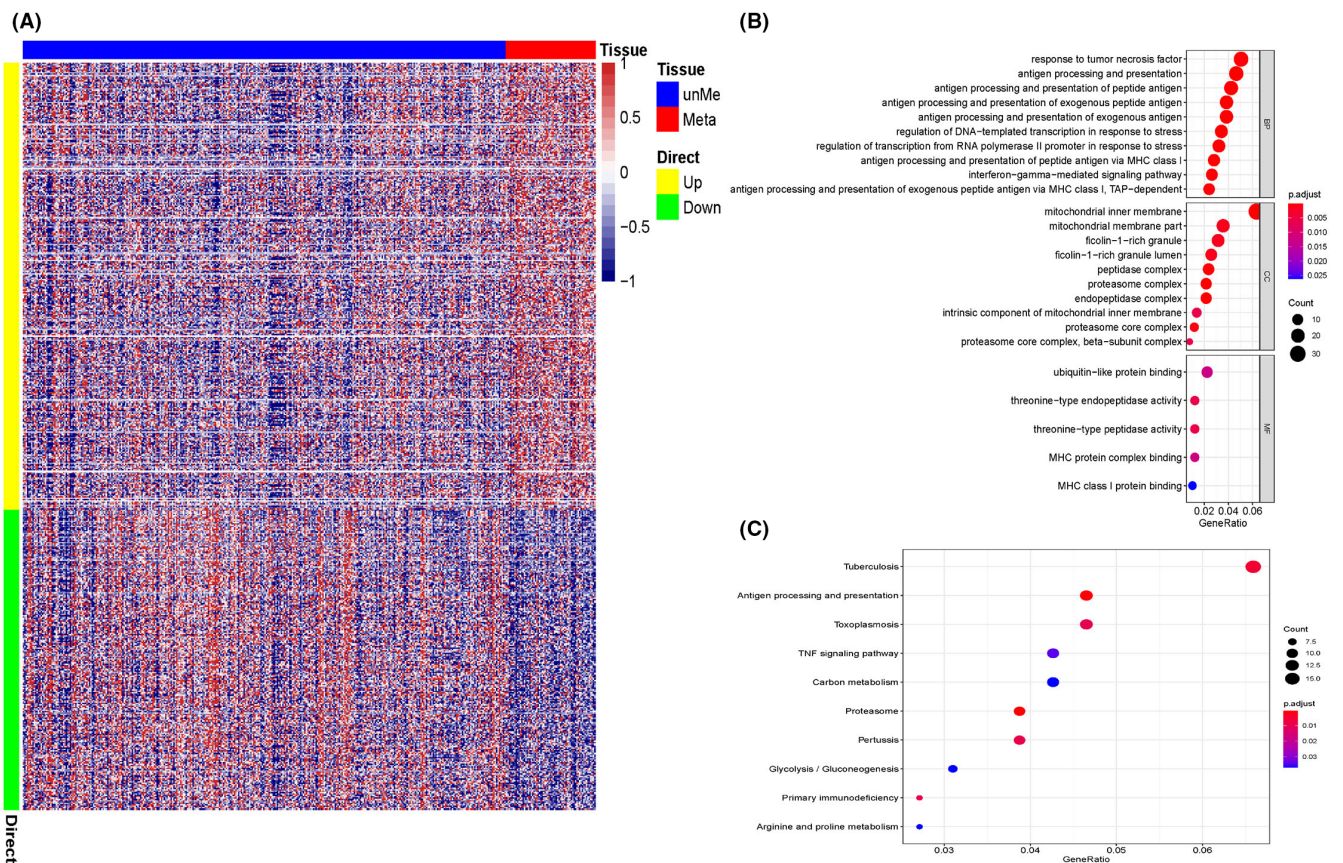 (A)
Tissue
1
0.5
0
−0.5
−1
Tissue
unMe
Meta
Direct
Up
Down
Direct
(B)
response to tumor necrosis factor
antigen processing and presentation
antigen processing and presentation of peptide antigen
antigen processing and presentation of exogenous peptide antigen
antigen processing and presentation of exogenous antigen
regulation of DNA−templated transcription in response to stress
regulation of transcription from RNA polymerase II promoter in response to stress
antigen processing and presentation of peptide antigen via MHC class I
interferon−gamma−mediated signaling pathway
antigen processing and presentation of exogenous peptide antigen via MHC class I, TAP−dependent
BP
mitochondrial inner membrane
mitochondrial membrane part
ficolin−1−rich granule
ficolin−1−rich granule lumen
peptidase complex
proteasome complex
endopeptidase complex
intrinsic component of mitochondrial inner membrane
proteasome core complex
proteasome core complex, beta−subunit complex
CC
ubiquitin−like protein binding
threonine−type endopeptidase activity
threonine−type peptidase activity
MHC protein complex binding
MHC class I protein binding
MF
0.02 0.04 0.06
GeneRatio
p.adjust
0.005
0.010
0.015
0.020
0.025
Count
10
20
30
(C)
Tuberculosis
Antigen processing and presentation
Toxoplasmosis
TNF signaling pathway
Carbon metabolism
Proteasome
Pertussis
Glycolysis / Gluconeogenesis
Primary immunodeficiency
Arginine and proline metabolism
0.03 0.04 0.05 0.06
GeneRatio
Count
7.5
10.0
12.5
15.0
p.adjust
0.01
0.02
0.03